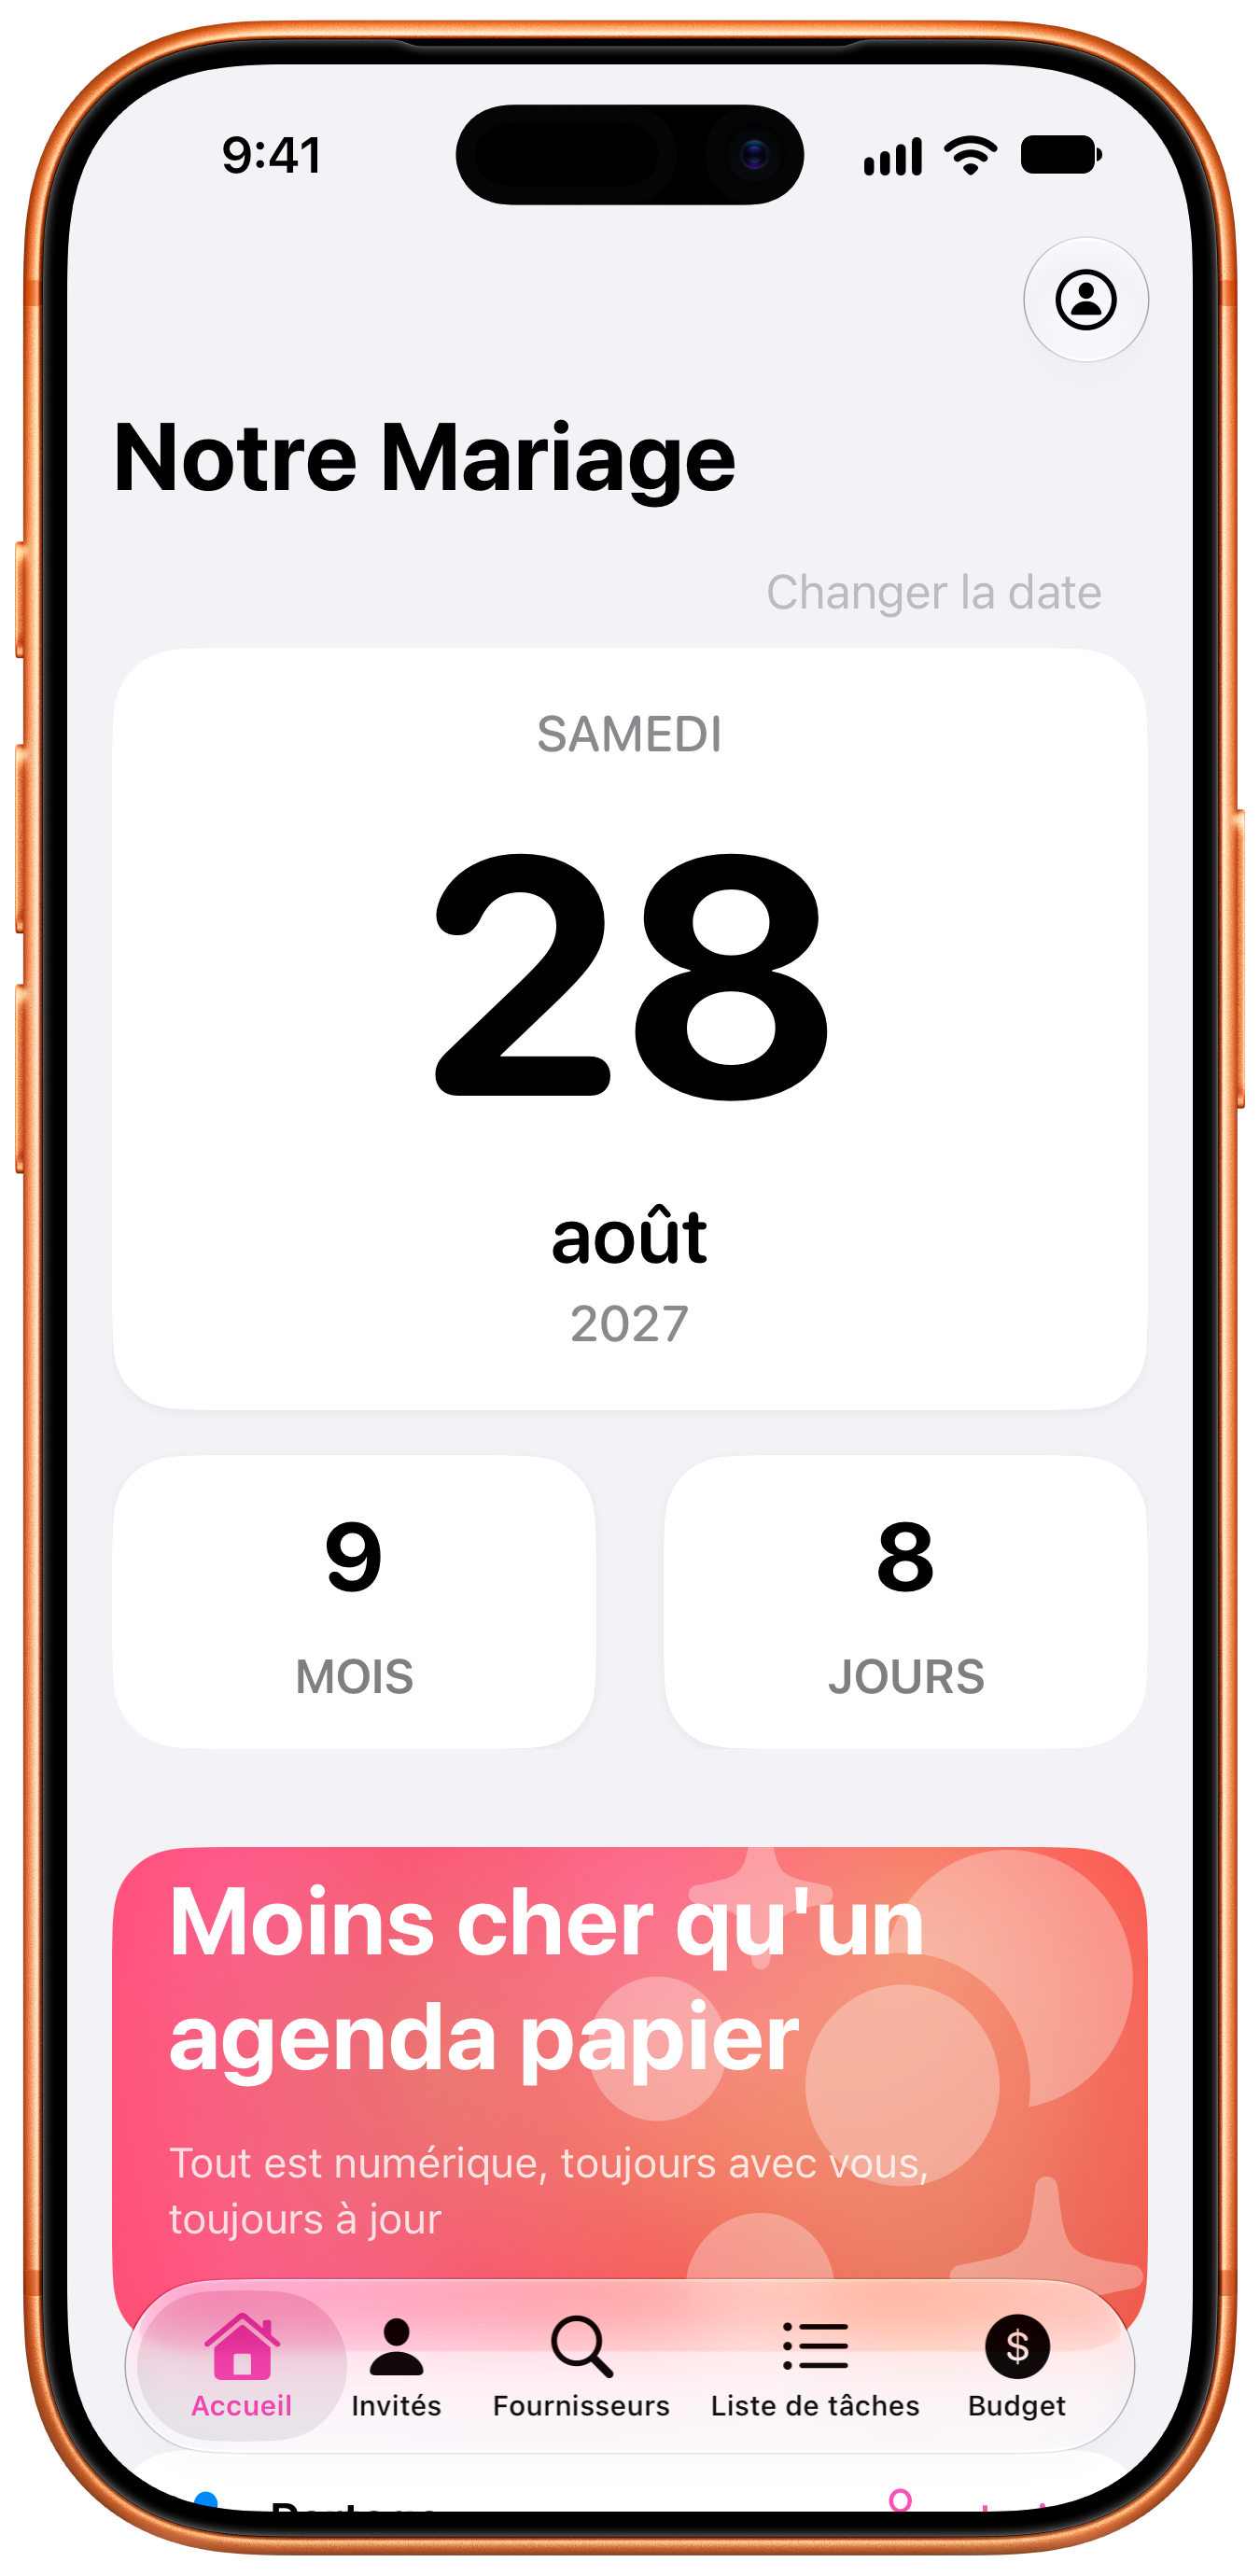 9:41
Notre Mariage
Changer la date
SAMEDI
28
août
2027
9
MOIS
8
JOURS
Moins cher qu'un
agenda papier
Tout est numérique, toujours avec vous,
toujours à jour
$
Accueil
Invités
Fournisseurs
Liste de tâches
Budget